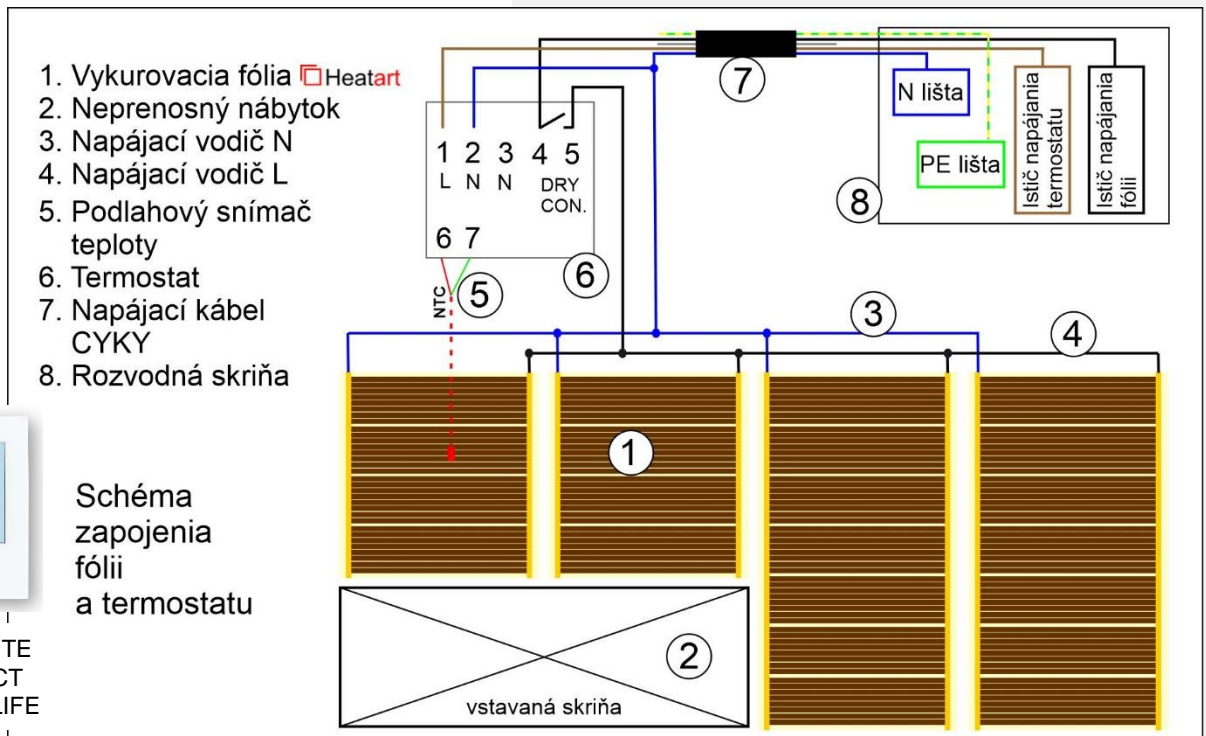 1. Vykurovacia fólia Heatart
2. Neprenosný nábytok
3. Napájací vodič N
4. Napájací vodič L
5. Podlahový snímač
teploty
6. Termostat
7. Napájací kábel
CYKY
8. Rozvodná skriňa
Schéma
zapojenia
fólii
a termostatu
TE
CT
LIFE
1 2 3 4 5
L N N DRY
CON.
6 7
NTC
5
6
7
N lišta
PE lišta
Istič napájania
termostatu
Istič napájania
fólii
8
3
4
1
2
vstavaná skriňa